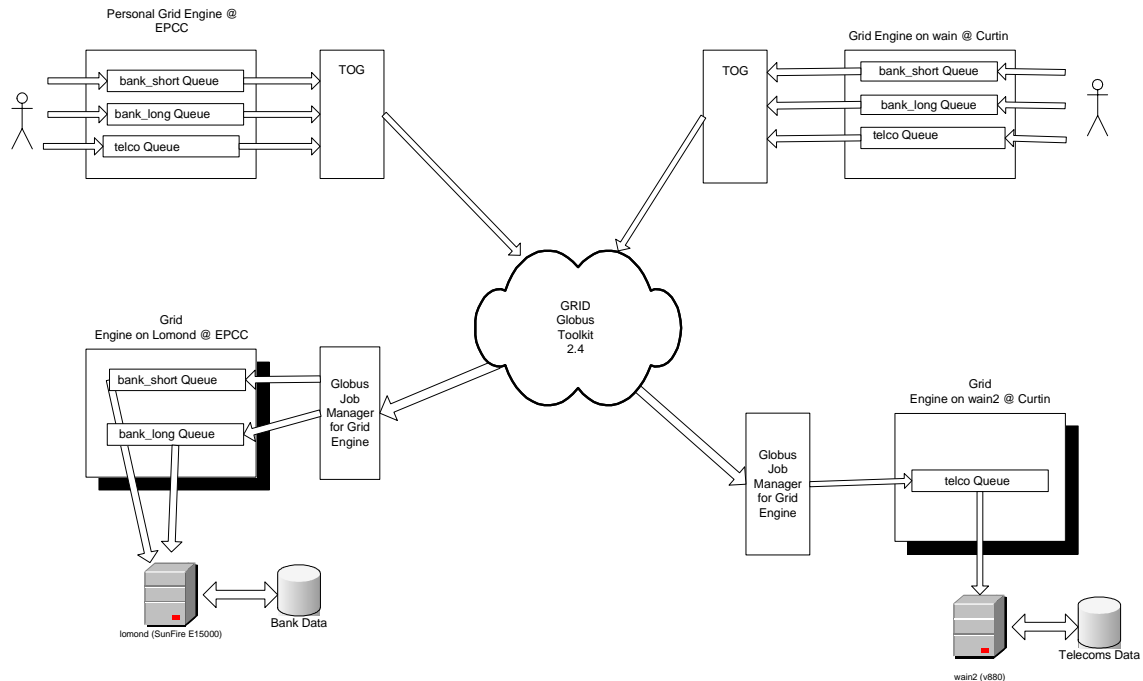 Personal Grid Engine @
EPCC
bank_short Queue
bank_long Queue
telco Queue
TOG
TOG
Grid Engine on wain @ Curtin
bank_short Queue
bank_long Queue
telco Queue
GRID
Globus
Toolkit
2.4
Grid
Engine on Lomond @ EPCC
bank_short Queue
bank_long Queue
Globus
Job
Manager
for Grid
Engine
lomond (SunFire E15000)
Bank Data
Globus
Job
Manager
for Grid
Engine
Grid
Engine on wain2 @ Curtin
telco Queue
wain2 (v880)
Telecoms Data